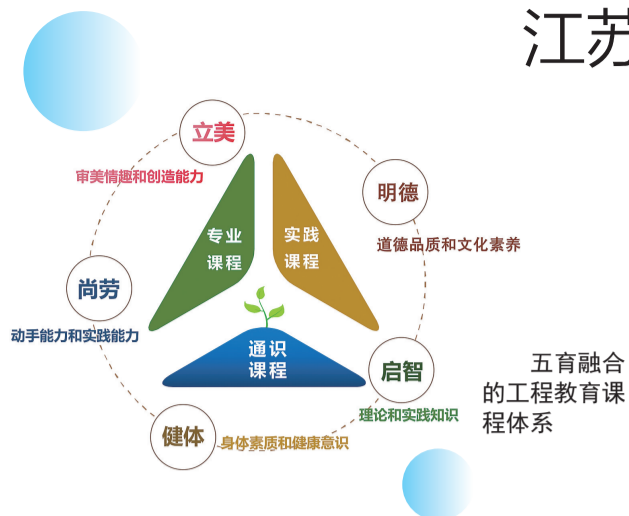 江苏
立美
审美情趣和创造能力
明德
道德品质和文化素养
专业
课程
实践
课程
尚劳
动手能力和实践能力
通识
课程
启智
理论和实践知识
健体
身体素质和健康意识
五育融合
的工程教育课
程体系